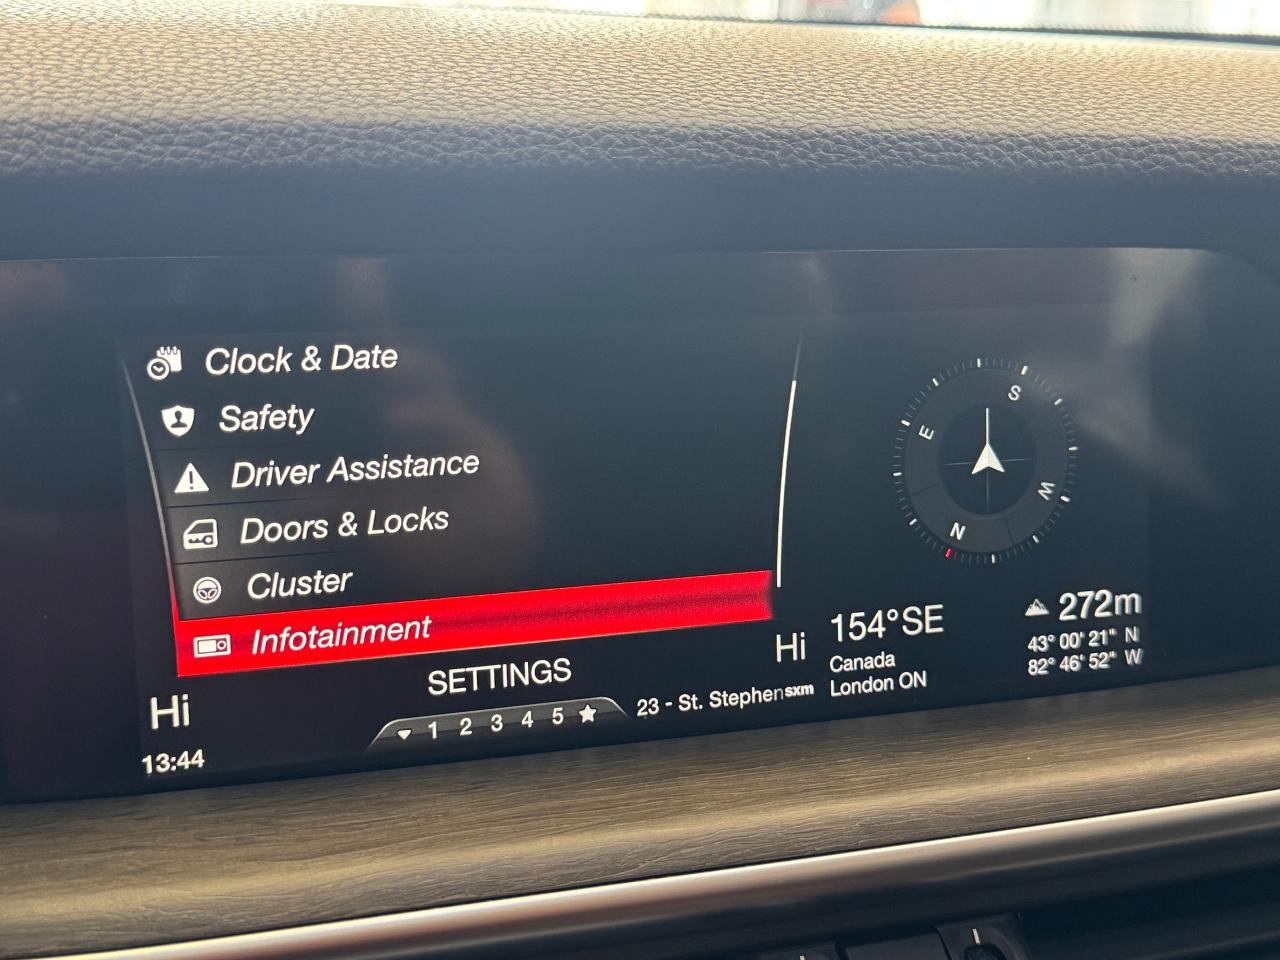 Clock & Date
Safety
Driver Assistance
Doors & Locks
Cluster
Infotainment
SETTINGS
Hi
13:44
1 2 3 4 5
Hi
23 - St. Stephen sxm
S
E
W
N
154°SE
Canada
London ON
272m
43° 00' 21" N
82° 46' 52" W